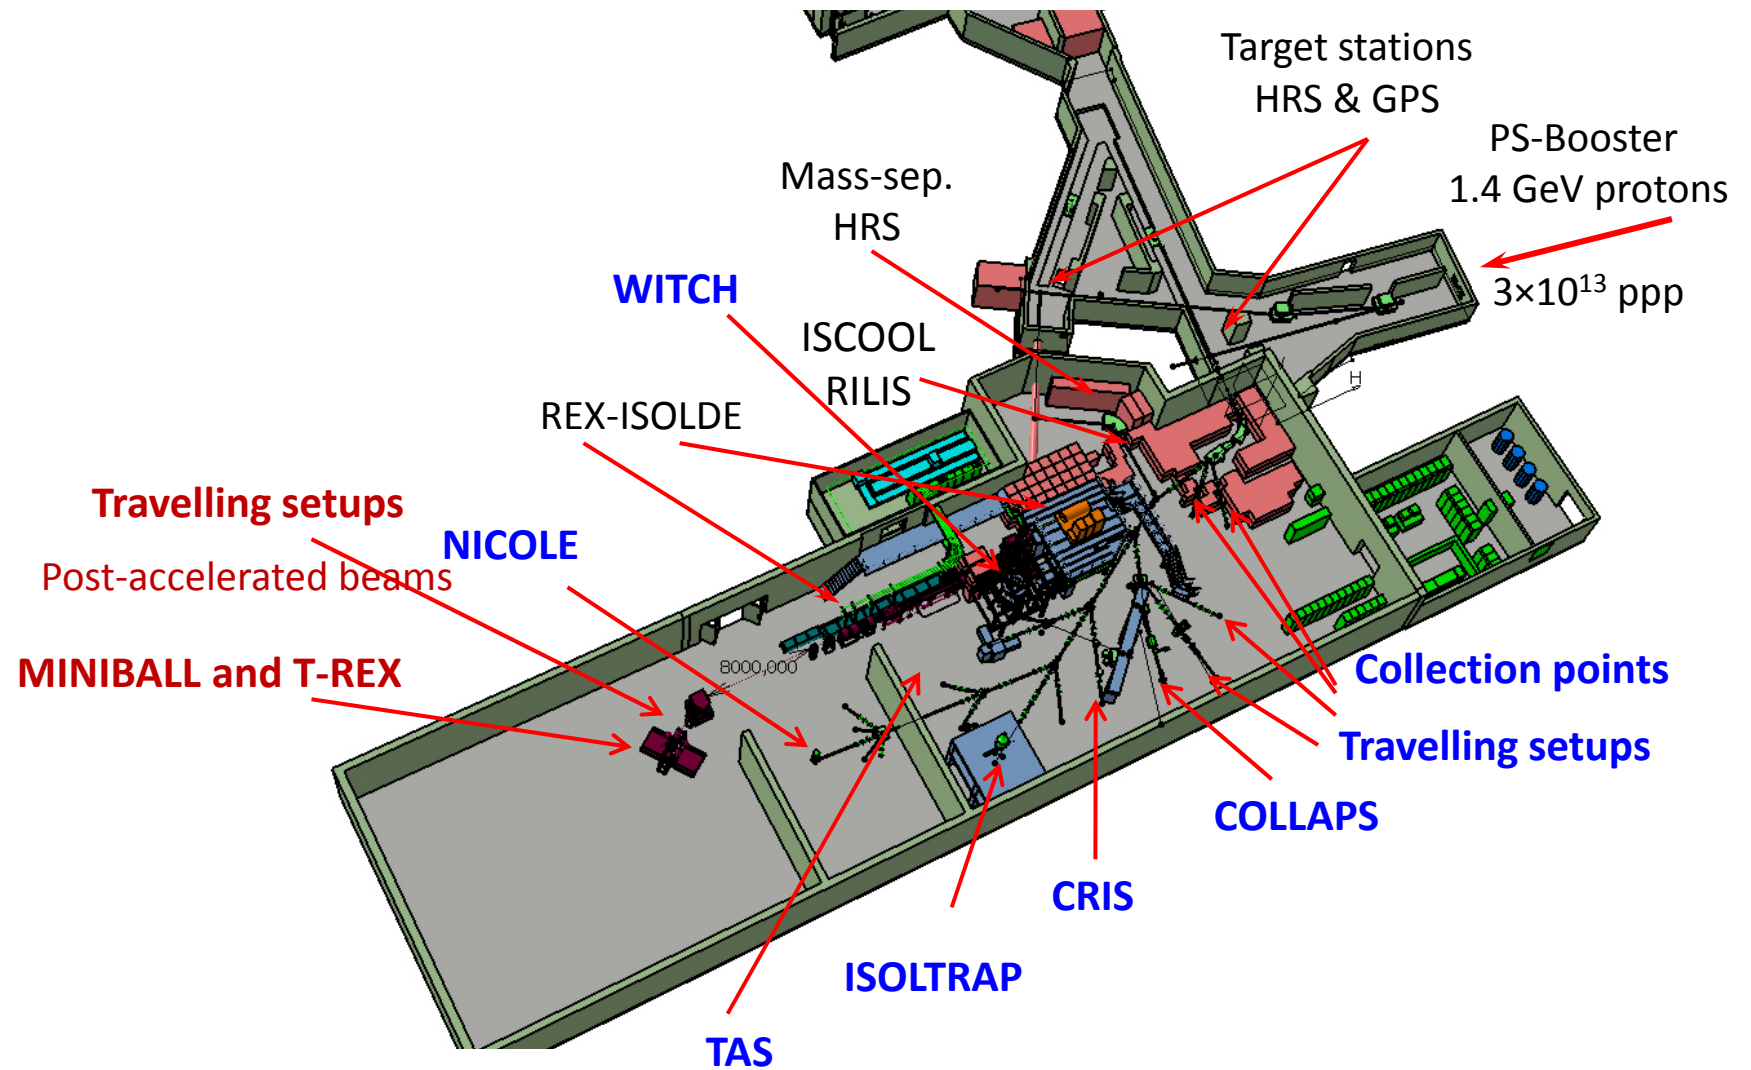 Target stations
HRS & GPS
PS-Booster
1.4 GeV protons
3×10¹³ ppp
Mass-sep.
HRS
WITCH
ISCOOL
RILIS
REX-ISOLDE
Travelling setups
NICOLE
Post-accelerated beams
MINIBALL and T-REX
8000,000
H
Collection points
Travelling setups
COLLAPS
CRIS
ISOLTRAP
TAS